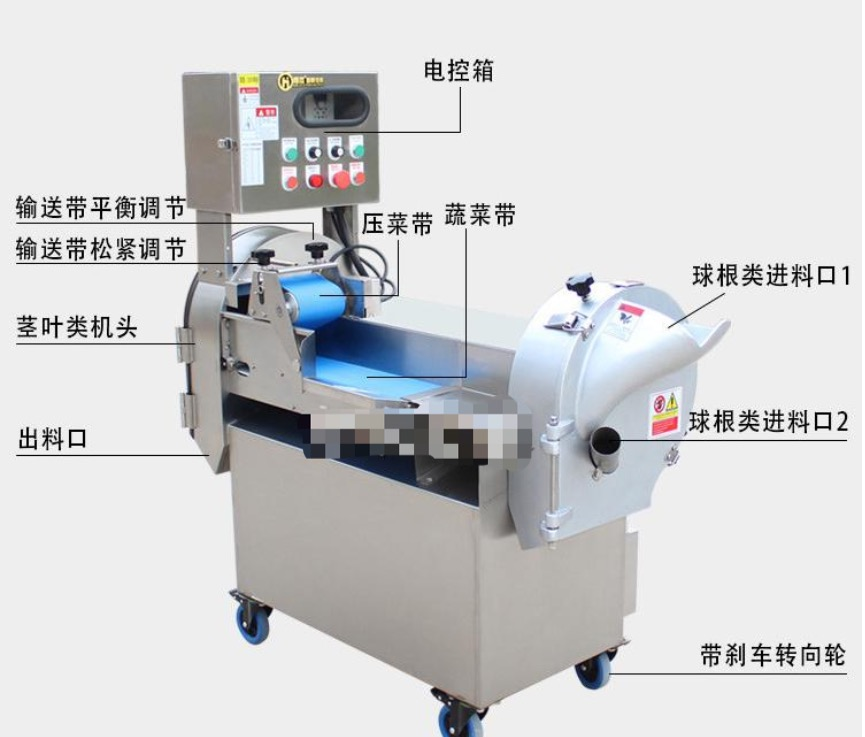 电控箱
输送带平衡调节
压菜带
蔬菜带
输送带松紧调节
球根类进料口1
茎叶类机头
球根类进料口2
出料口
带刹车转向轮